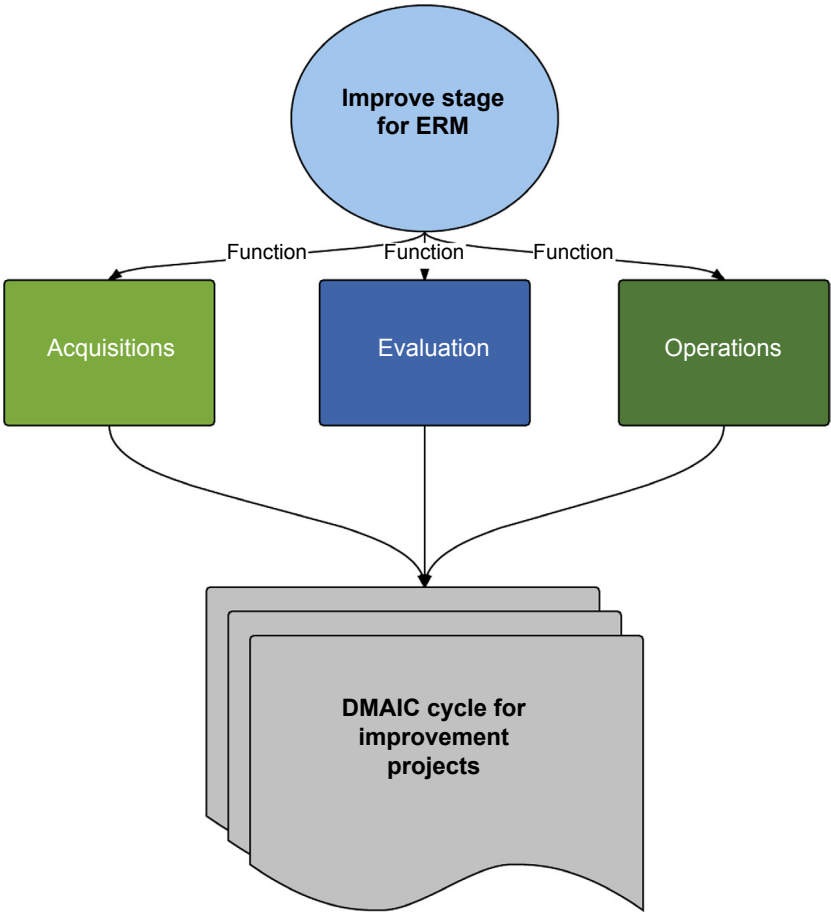 Improve stage
for ERM
Function
Function
Function
Acquisitions
Evaluation
Operations
DMAIC cycle for
improvement
projects